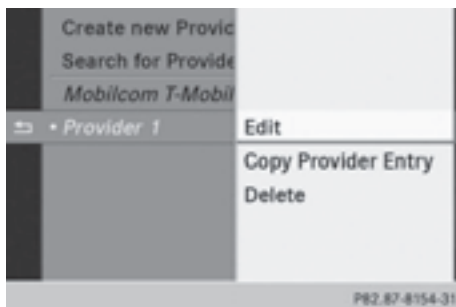 Create new Provic
Search for Provide
Mobilcom T-Mobil
• Provider 1
Edit
Copy Provider Entry
Delete
P82.87-8154-31